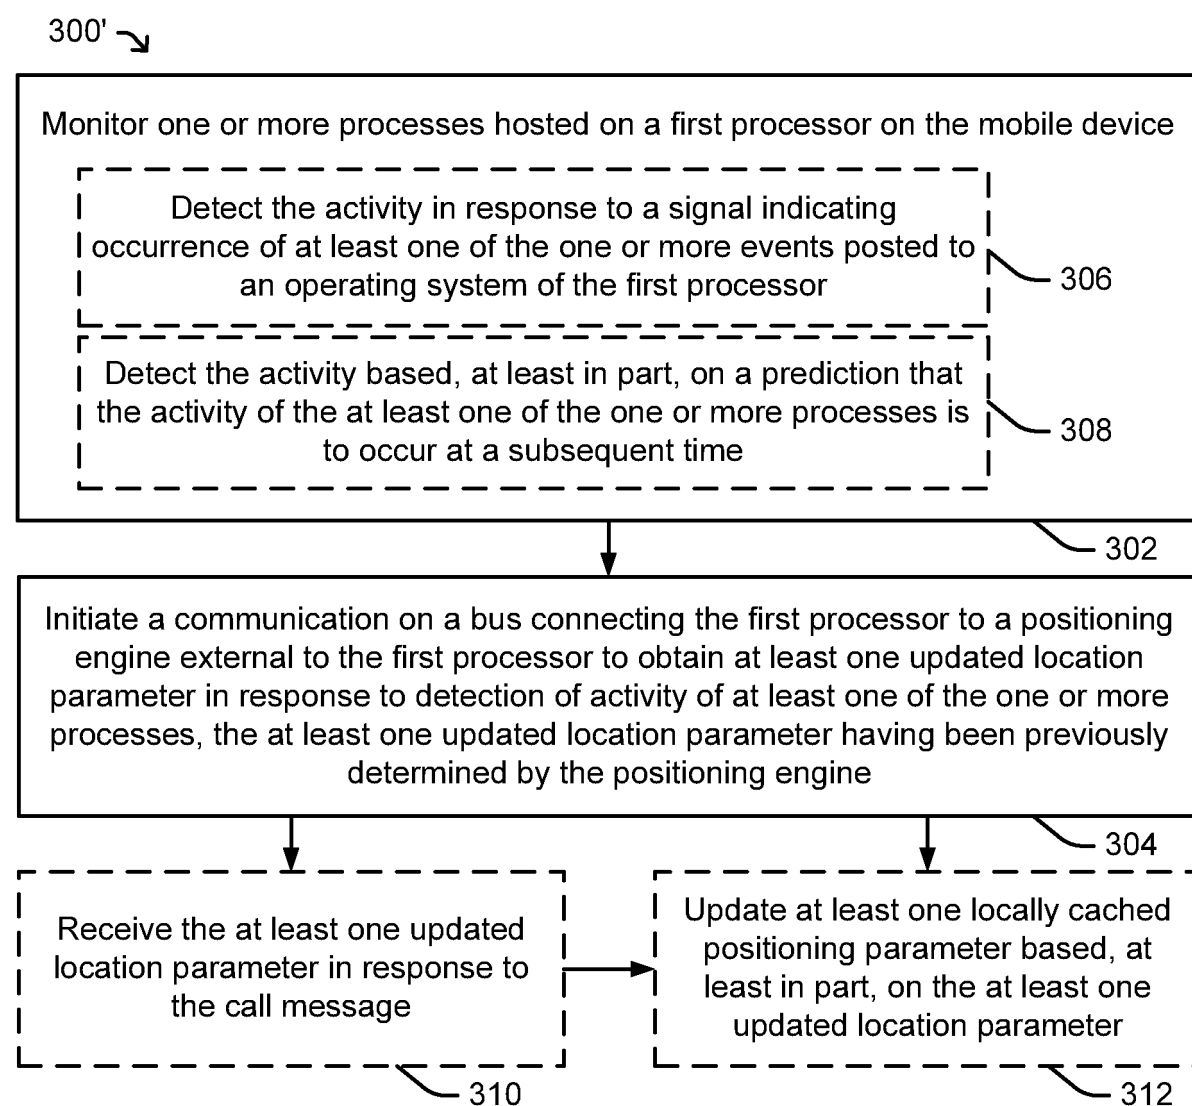 300'
Monitor one or more processes hosted on a first processor on the mobile device
Detect the activity in response to a signal indicating
occurrence of at least one of the one or more events posted to
an operating system of the first processor
306
Detect the activity based, at least in part, on a prediction that
the activity of the at least one of the one or more processes is
to occur at a subsequent time
308
302
Initiate a communication on a bus connecting the first processor to a positioning
engine external to the first processor to obtain at least one updated location
parameter in response to detection of activity of at least one of the one or more
processes, the at least one updated location parameter having been previously
determined by the positioning engine
304
Receive the at least one updated
location parameter in response to
the call message
310
Update at least one locally cached
positioning parameter based, at
least in part, on the at least one
updated location parameter
312